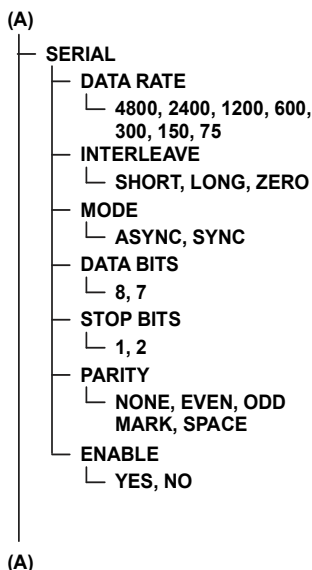 (A)
SERIAL
DATA RATE
4800, 2400, 1200, 600,
300, 150, 75
INTERLEAVE
SHORT, LONG, ZERO
MODE
ASYNC, SYNC
DATA BITS
8, 7
STOP BITS
1, 2
PARITY
NONE, EVEN, ODD
MARK, SPACE
ENABLE
YES, NO
(A)